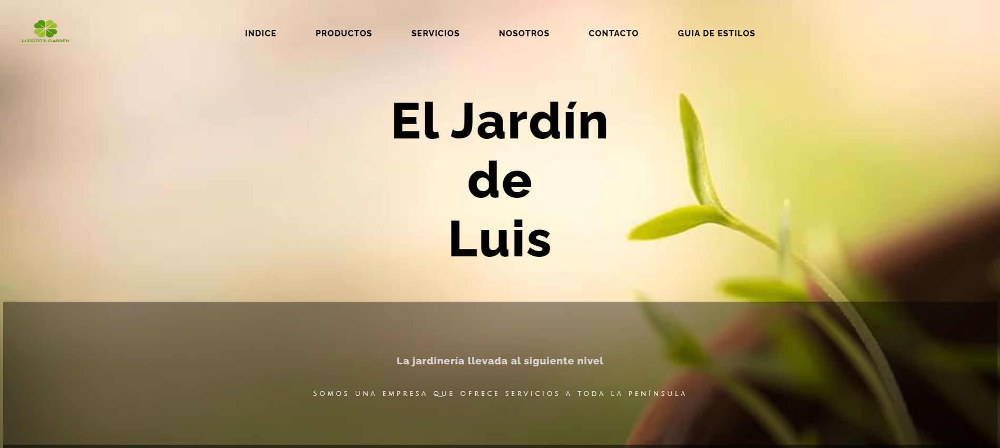 LUISITO'S GARDEN
INDICE
PRODUCTOS
SERVICIOS
NOSOTROS
CONTACTO
GUIA DE ESTILOS
El Jardín
de
Luis
La jardinería llevada al siguiente nivel
Somos una empresa que ofrece servicios a toda la península